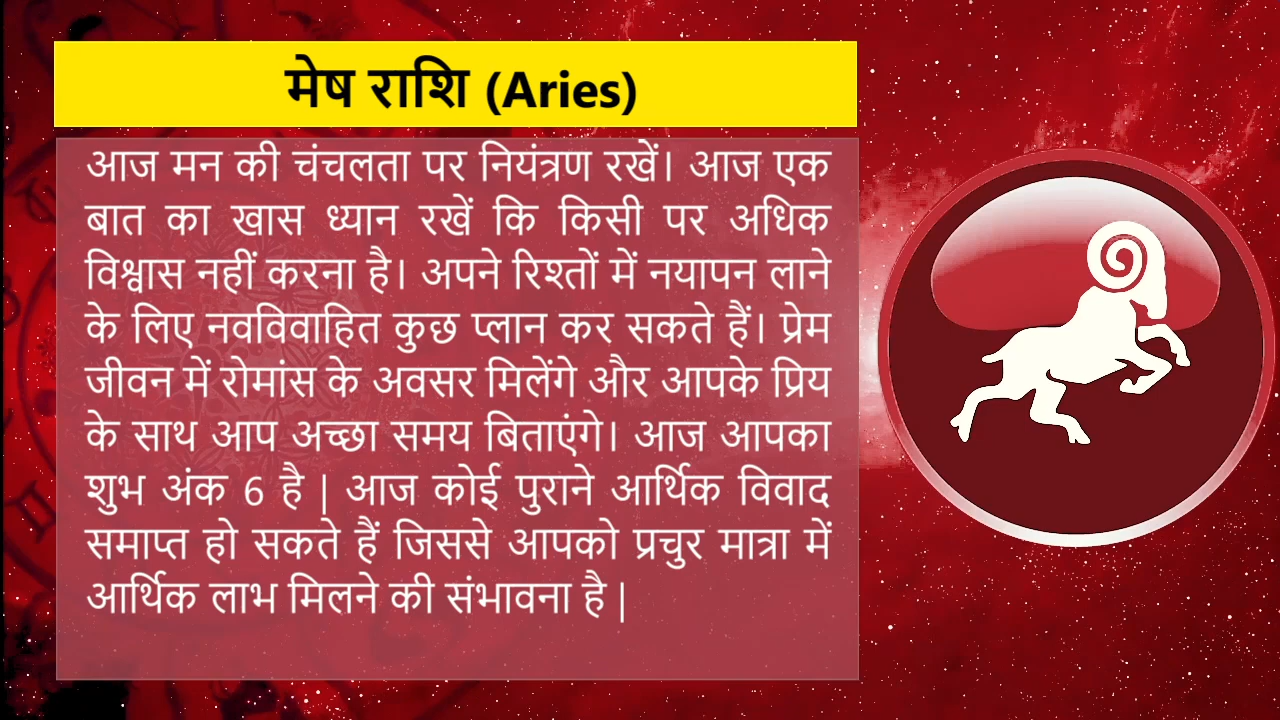 मेष राशि (Aries)
आज मन की चंचलता पर नियंत्रण रखें। आज एक
बात का खास ध्यान रखें कि किसी पर अधिक
विश्वास नहीं करना है। अपने रिश्तों में नयापन लाने
के लिए नवविवाहित कुछ प्लान कर सकते हैं। प्रेम
जीवन में रोमांस के अवसर मिलेंगे और आपके प्रिय
के साथ आप अच्छा समय बिताएंगे। आज आपका
शुभ अंक 6 है | आज कोई पुराने आर्थिक विवाद
समाप्त हो सकते हैं जिससे आपको प्रचुर मात्रा में
आर्थिक लाभ मिलने की संभावना है |